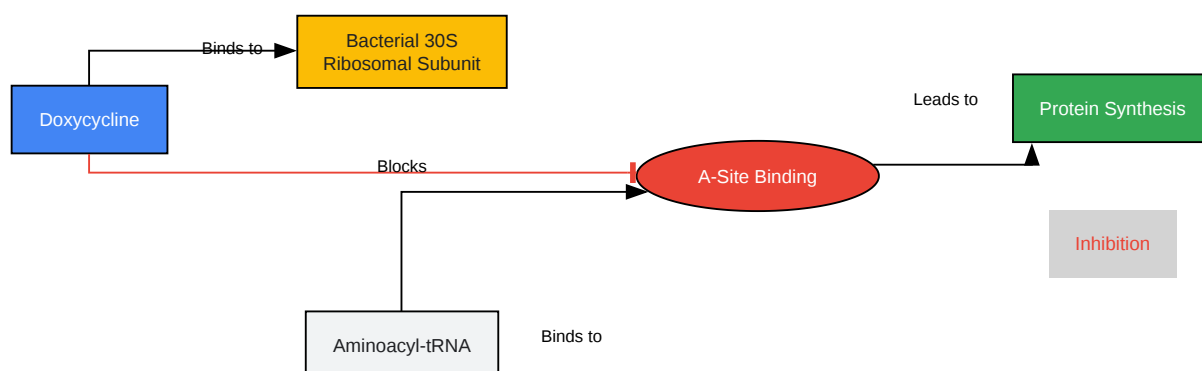 Binds to
Bacterial 30S
Ribosomal Subunit
Doxycycline
Leads to
Protein Synthesis
Blocks
A-Site Binding
Inhibition
Aminoacyl-tRNA
Binds to